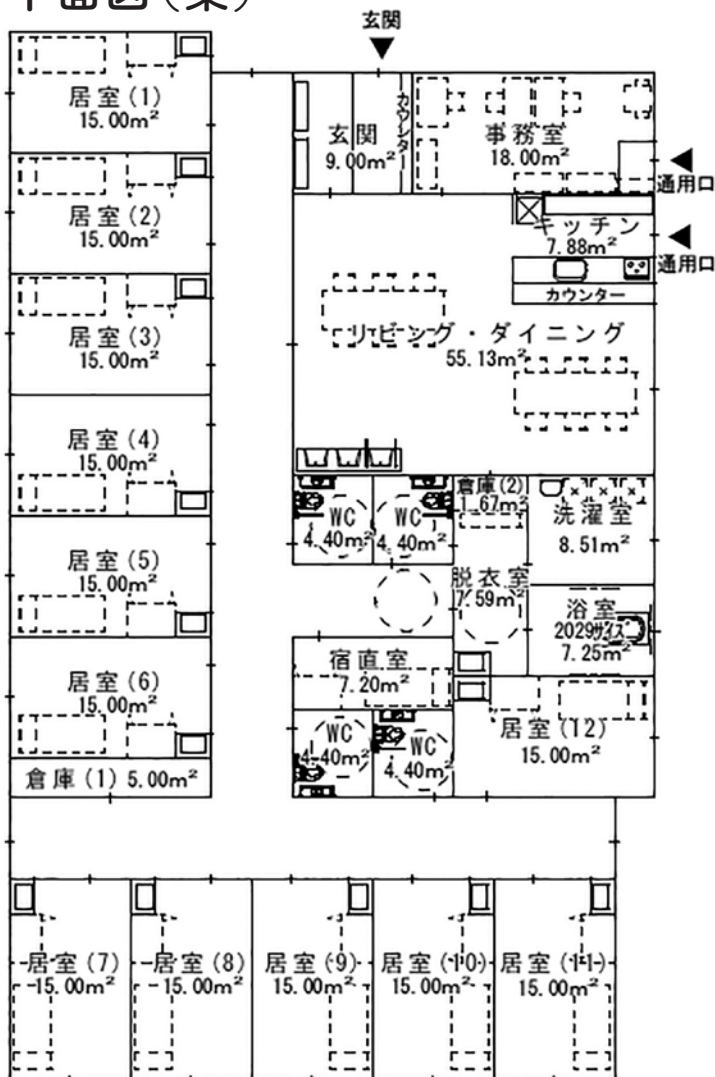 平面図(案)
玄関
居室(1)
15.00m²
居室(2)
15.00m²
居室(3)
15.00m²
居室(4)
15.00m²
居室(5)
15.00m²
居室(6)
15.00m²
倉庫(1) 5.00m²
玄関
9.00m²
カウンター
事務室
18.00m²
通用口
キッチン
7.88m²
通用口
カウンター
リビング・ダイニング
55.13m²
WC
4.40m²
WC
4.40m²
倉庫(2)
1.67m²
洗濯室
8.51m²
脱衣室
7.59m²
浴室
2029サイズ
7.25m²
宿直室
7.20m²
WC
4.40m²
WC
4.40m²
居室(12)
15.00m²
居室(7)
15.00m²
居室(8)
15.00m²
居室(9)
15.00m²
居室(10)
15.00m²
居室(11)
15.00m²